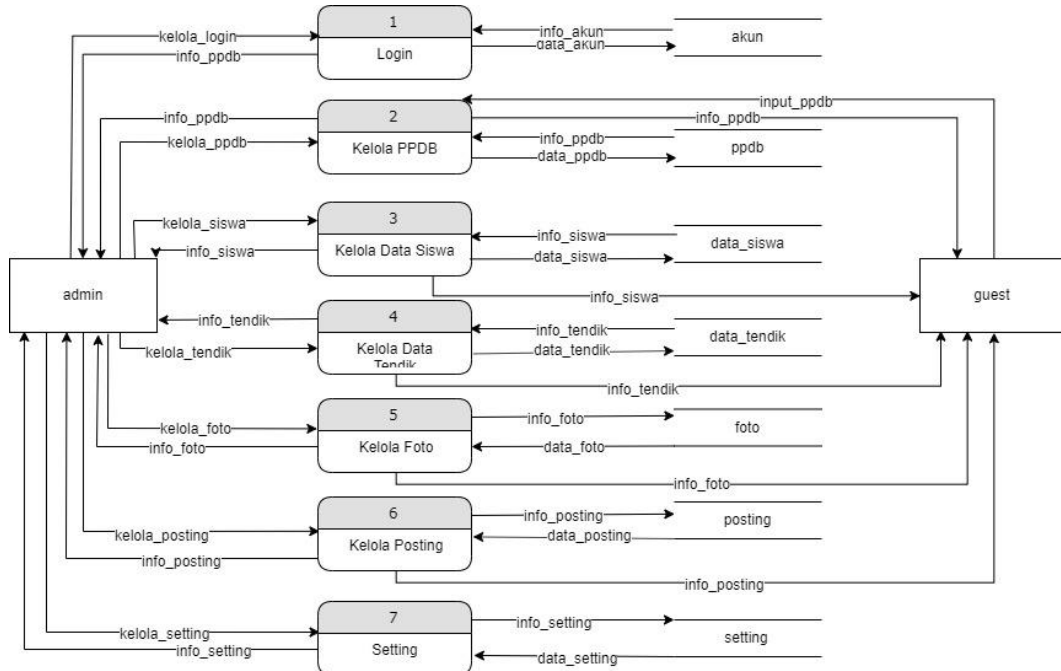 1
kelola_login
info_akun
akun
info_ppdb
Login
data_akun
input_ppdb
info_ppdb
2
info_ppdb
kelola_ppdb
Kelola PPDB
info_ppdb
ppdb
data_ppdb
3
kelola_siswa
info_siswa
info_siswa
Kelola Data Siswa
data_siswa
data_siswa
admin
info_siswa
guest
4
info_tendik
info_tendik
data_tendik
kelola_tendik
Kelola Data
Tendik
data_tendik
info_tendik
5
info_foto
kelola_foto
foto
info_foto
Kelola Foto
data_foto
info_foto
6
info_posting
posting
kelola_posting
Kelola Posting
data_posting
info_posting
info_posting
7
info_setting
kelola_setting
setting
info_setting
Setting
data_setting